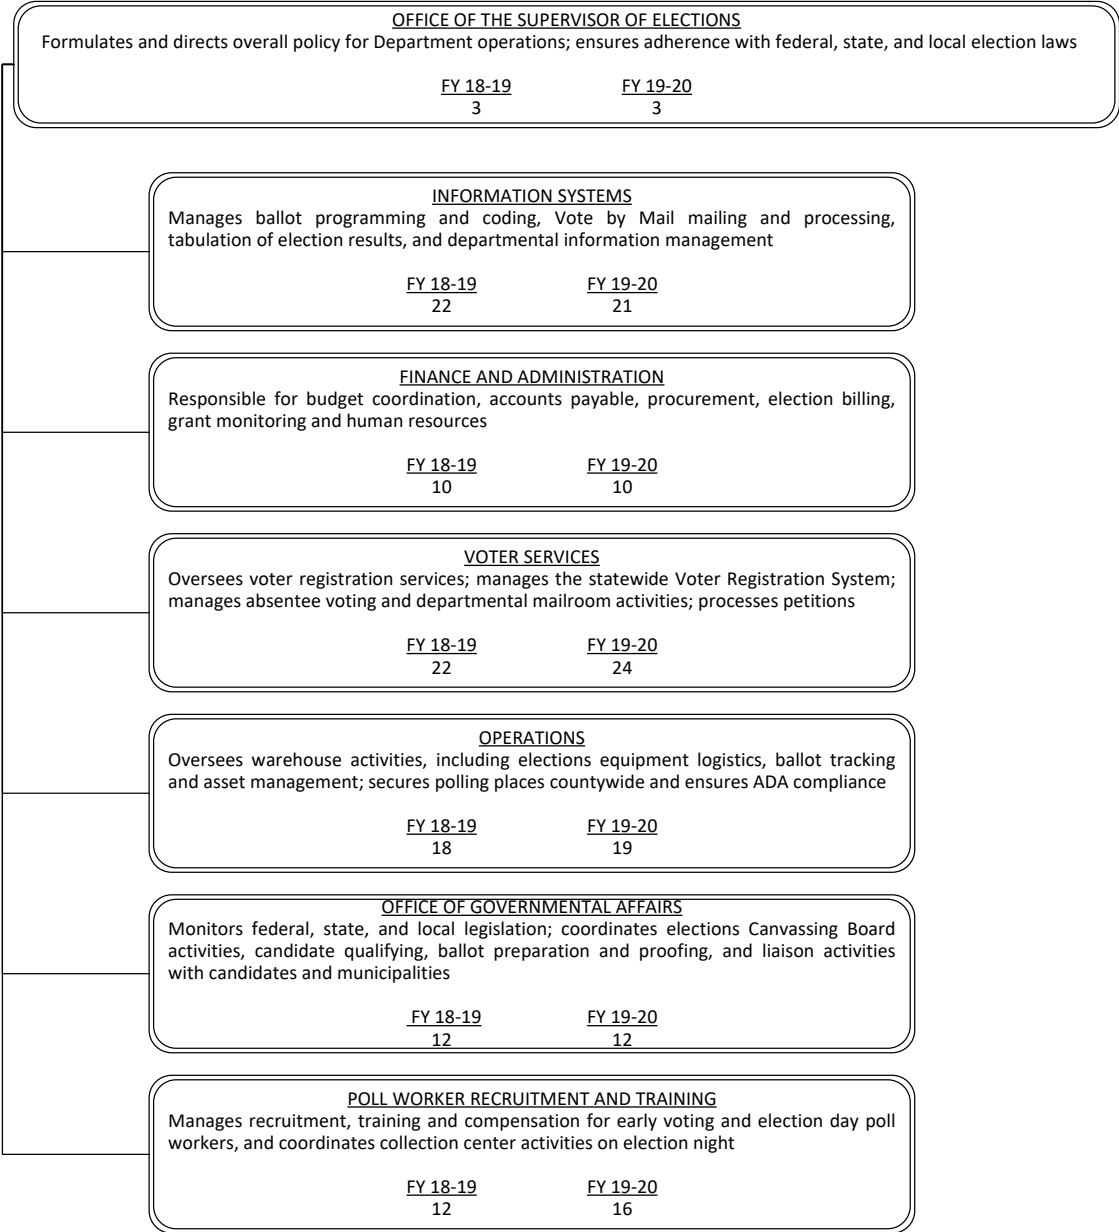 OFFICE OF THE SUPERVISOR OF ELECTIONS
Formulates and directs overall policy for Department operations; ensures adherence with federal, state, and local election laws
FY 18-19 FY 19-20
3 3
INFORMATION SYSTEMS
Manages ballot programming and coding, Vote by Mail mailing and processing,
tabulation of election results, and departmental information management
FY 18-19 FY 19-20
22 21
FINANCE AND ADMINISTRATION
Responsible for budget coordination, accounts payable, procurement, election billing,
grant monitoring and human resources
FY 18-19 FY 19-20
10 10
VOTER SERVICES
Oversees voter registration services; manages the statewide Voter Registration System;
manages absentee voting and departmental mailroom activities; processes petitions
FY 18-19 FY 19-20
22 24
OPERATIONS
Oversees warehouse activities, including elections equipment logistics, ballot tracking
and asset management; secures polling places countywide and ensures ADA compliance
FY 18-19 FY 19-20
18 19
OFFICE OF GOVERNMENTAL AFFAIRS
Monitors federal, state, and local legislation; coordinates elections Canvassing Board
activities, candidate qualifying, ballot preparation and proofing, and liaison activities
with candidates and municipalities
FY 18-19 FY 19-20
12 12
POLL WORKER RECRUITMENT AND TRAINING
Manages recruitment, training and compensation for early voting and election day poll
workers, and coordinates collection center activities on election night
FY 18-19 FY 19-20
12 16